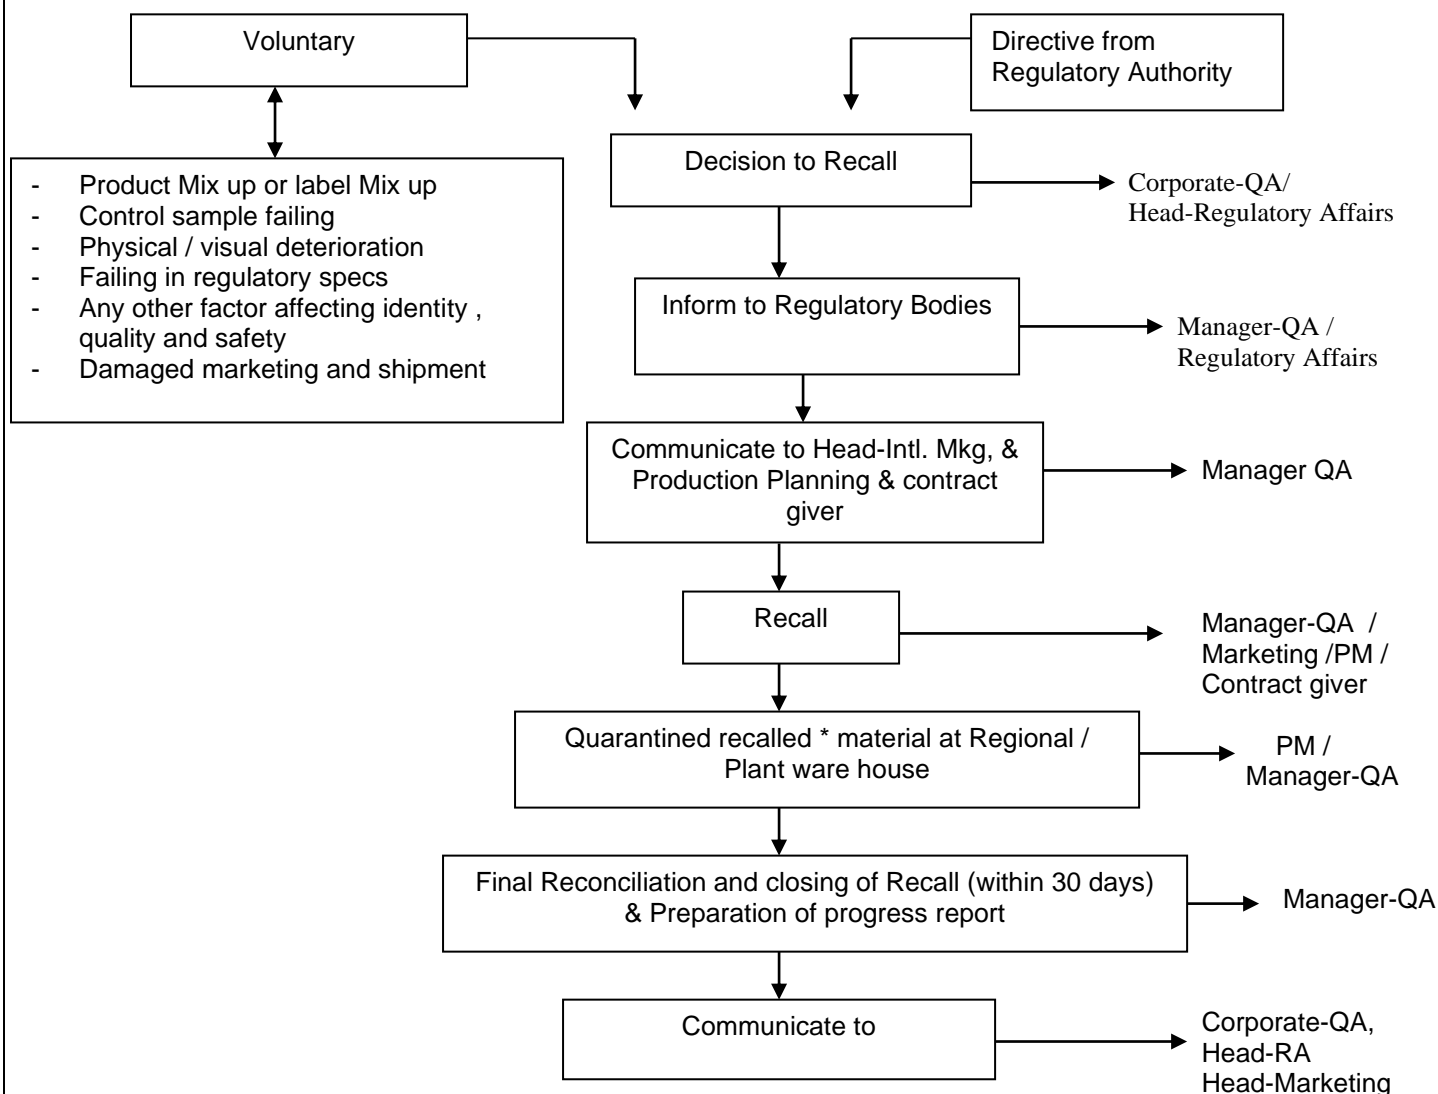 Voluntary
Directive from
Regulatory Authority
Decision to Recall
Corporate-QA/
Head-Regulatory Affairs
- Product Mix up or label Mix up
- Control sample failing
- Physical / visual deterioration
- Failing in regulatory specs
- Any other factor affecting identity ,
quality and safety
- Damaged marketing and shipment
Inform to Regulatory Bodies
Manager-QA /
Regulatory Affairs
Communicate to Head-Intl. Mkg, &
Production Planning & contract
giver
Manager QA
Recall
Manager-QA /
Marketing /PM /
Contract giver
Quarantined recalled * material at Regional /
Plant ware house
PM /
Manager-QA
Final Reconciliation and closing of Recall (within 30 days)
& Preparation of progress report
Manager-QA
Communicate to
Corporate-QA,
Head-RA
Head-Marketing